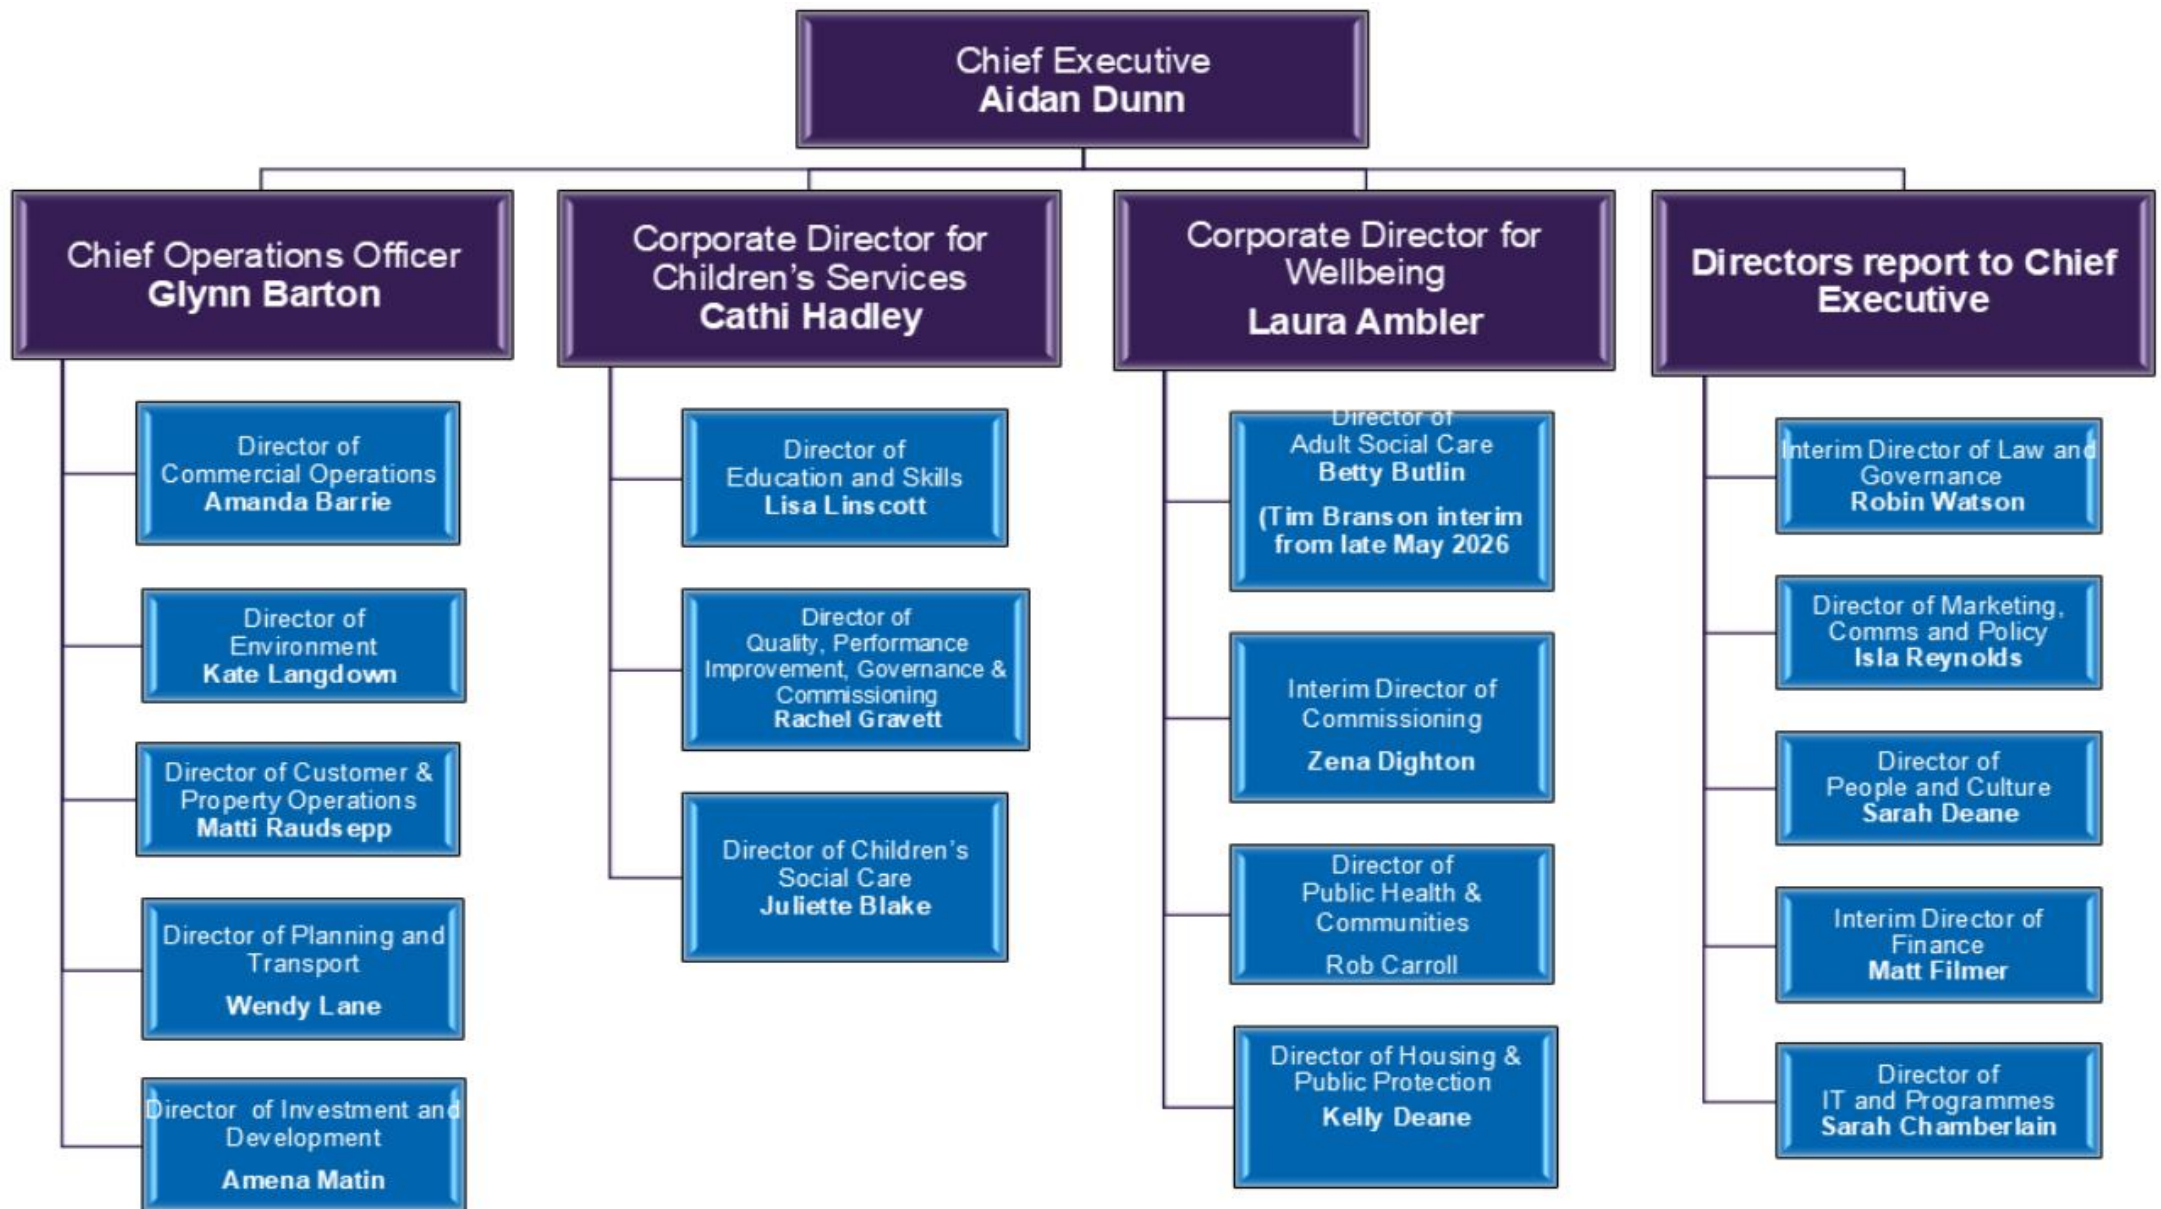 Chief Executive
Aidan Dunn
Chief Operations Officer
Glynn Barton
Director of
Commercial Operations
Amanda Barrie
Director of
Environment
Kate Langdown
Director of Customer &
Property Operations
Matti Raudsepp
Director of Planning and
Transport
Wendy Lane
Director of Investment and
Development
Amena Matin
Corporate Director for
Children’s Services
Cathi Hadley
Director of
Education and Skills
Lisa Linscott
Director of
Quality, Performance
Improvement, Governance &
Commissioning
Rachel Gravett
Director of Children’s
Social Care
Juliette Blake
Corporate Director for
Wellbeing
Laura Ambler
Director of
Adult Social Care
Betty Butlin
(Tim Branson interim
from late May 2026
Interim Director of
Commissioning
Zena Dighton
Director of
Public Health &
Communities
Rob Carroll
Director of Housing &
Public Protection
Kelly Deane
Directors report to Chief
Executive
Interim Director of Law and
Governance
Robin Watson
Director of Marketing,
Comms and Policy
Isla Reynolds
Director of
People and Culture
Sarah Deane
Interim Director of
Finance
Matt Filmer
Director of
IT and Programmes
Sarah Chamberlain